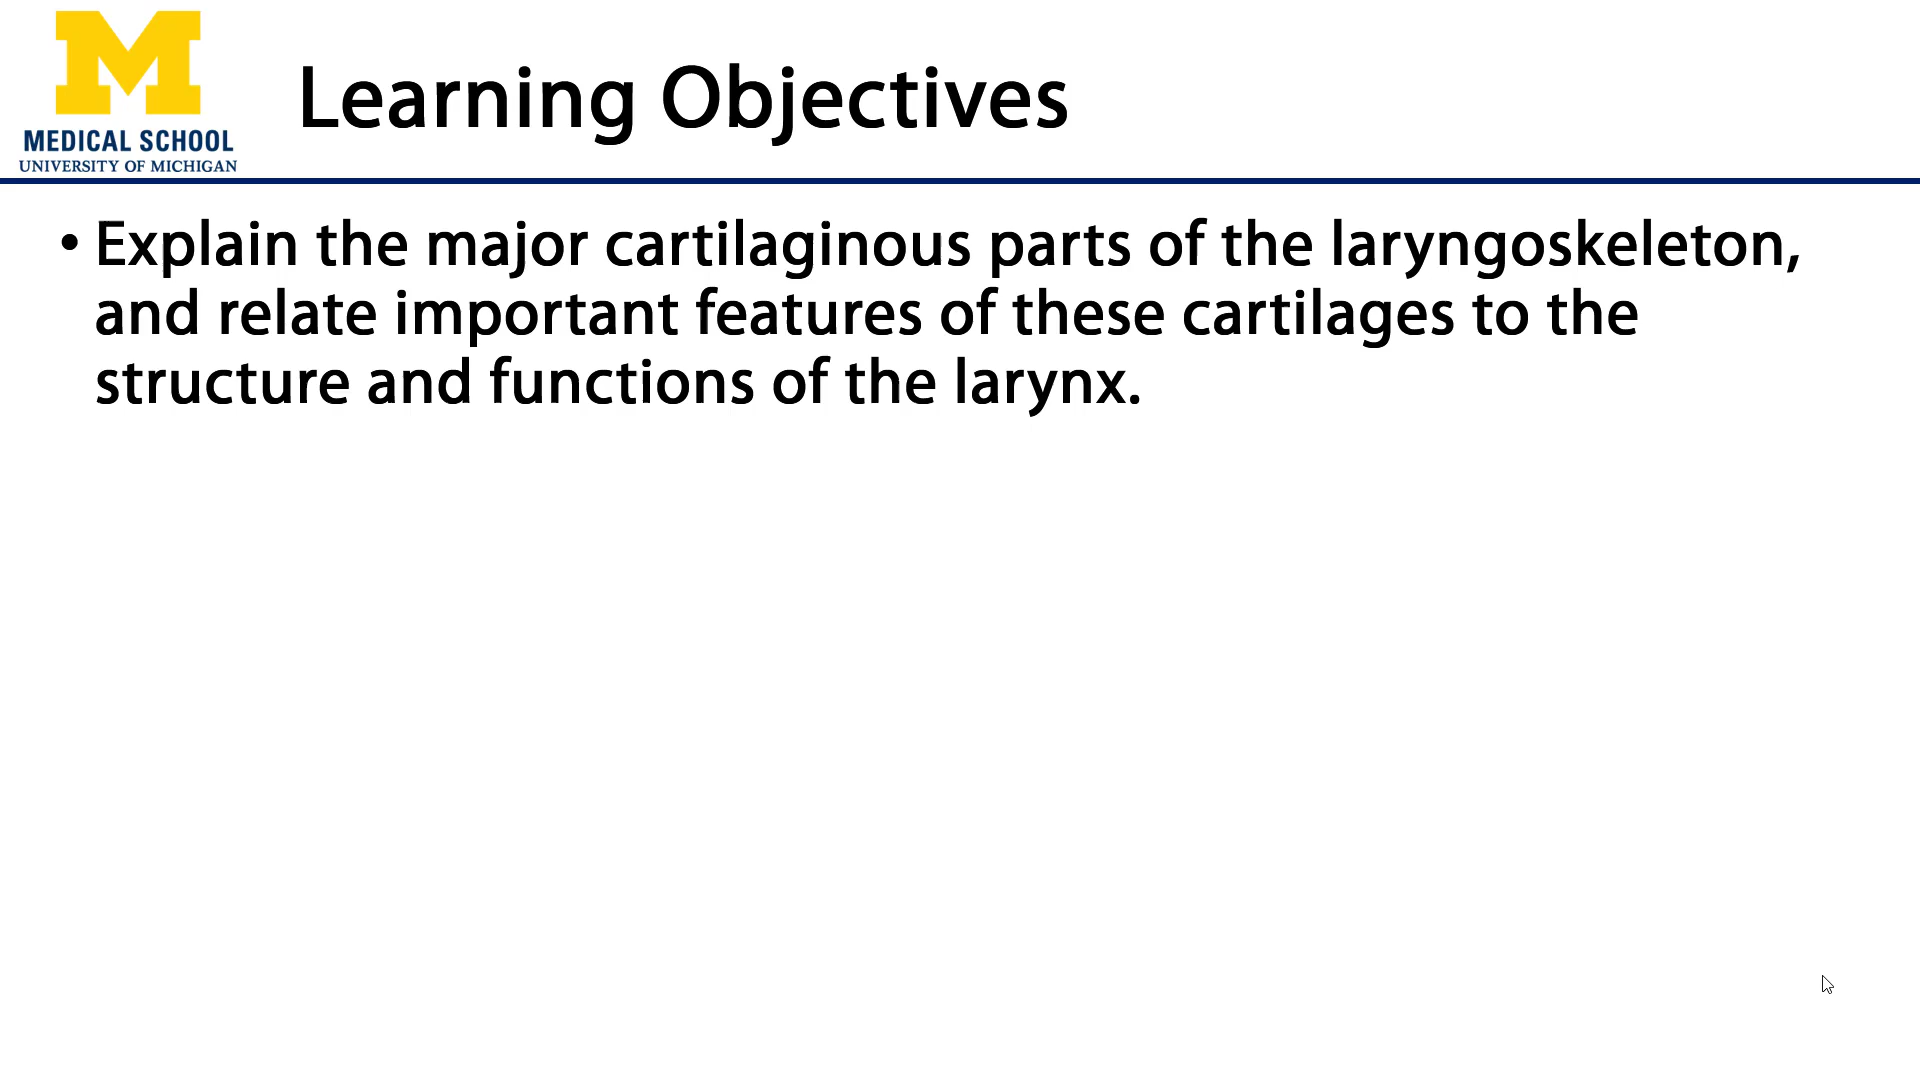 M
MEDICAL SCHOOL
UNIVERSITY OF MICHIGAN
Learning Objectives
• Explain the major cartilaginous parts of the laryngoskeleton,
and relate important features of these cartilages to the
structure and functions of the larynx.